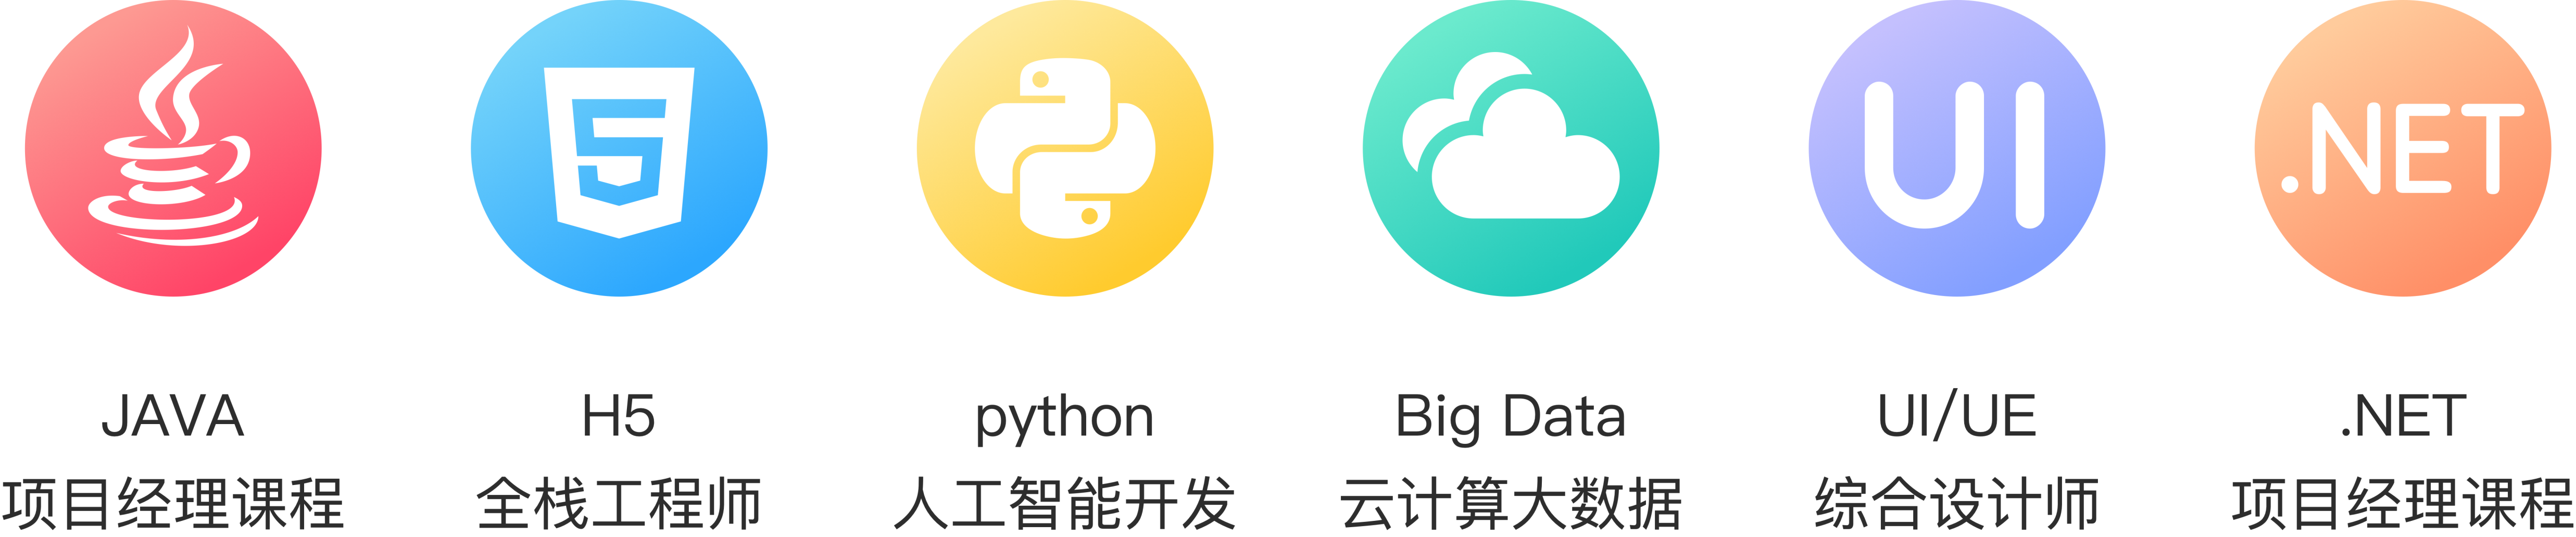 UI
.NET
JAVA
项目经理课程
H5
全栈工程师
python
人工智能开发
Big Data
云计算大数据
UI/UE
综合设计师
.NET
项目经理课程